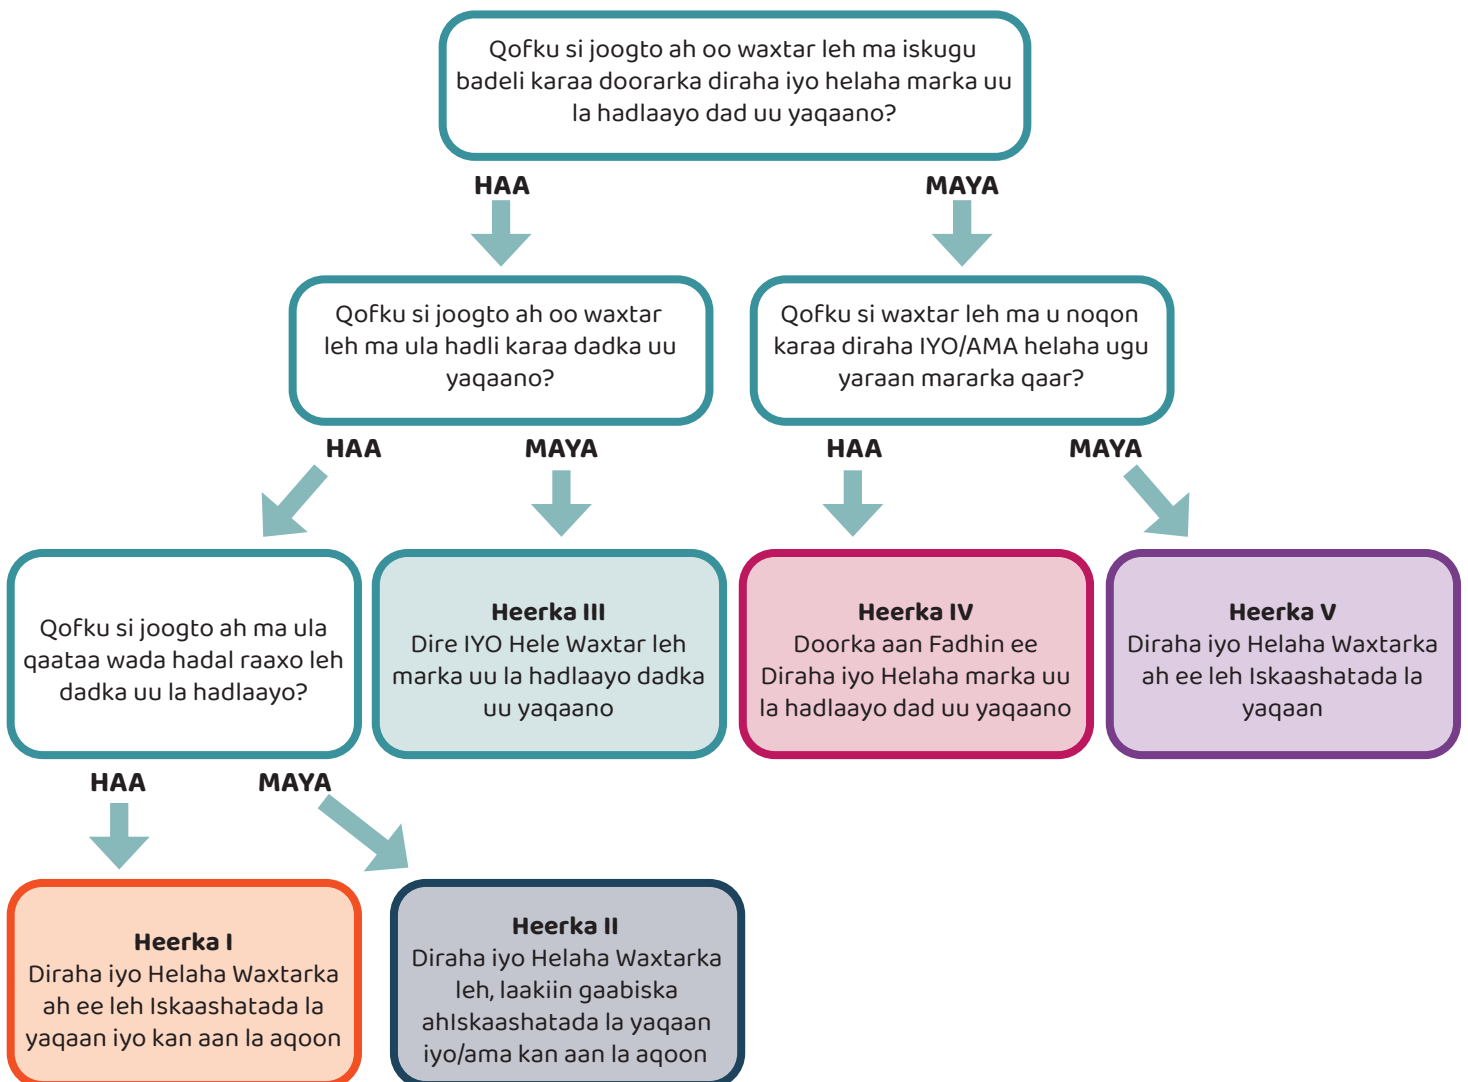 Qofku si joogto ah oo waxtar leh ma iskugu
badeli karaa doorarka diraha iyo helaha marka uu
la hadlaayo dad uu yaqaano?
HAA
MAYA
Qofku si joogto ah oo waxtar
leh ma ula hadli karaa dadka uu
yaqaano?
Qofku si waxtar leh ma u noqon
karaa diraha IYO/AMA helaha ugu
yaraan mararka qaar?
HAA
MAYA
HAA
MAYA
Qofku si joogto ah ma ula
qaataa wada hadal raaxo leh
dadka uu la hadlaayo?
Heerka III
Dire IYO Hele Waxtar leh
marka uu la hadlaayo dadka
uu yaqaano
Heerka IV
Doorka aan Fadhin ee
Diraha iyo Helaha marka uu
la hadlaayo dad uu yaqaano
Heerka V
Diraha iyo Helaha Waxtarka
ah ee leh Iskaashatada la
yaqaan
HAA
MAYA
Heerka I
Diraha iyo Helaha Waxtarka
ah ee leh Iskaashatada la
yaqaan iyo kan aan la aqoon
Heerka II
Diraha iyo Helaha Waxtarka
leh, laakiin gaabiska
ahIskaashatada la yaqaan
iyo/ama kan aan la aqoon